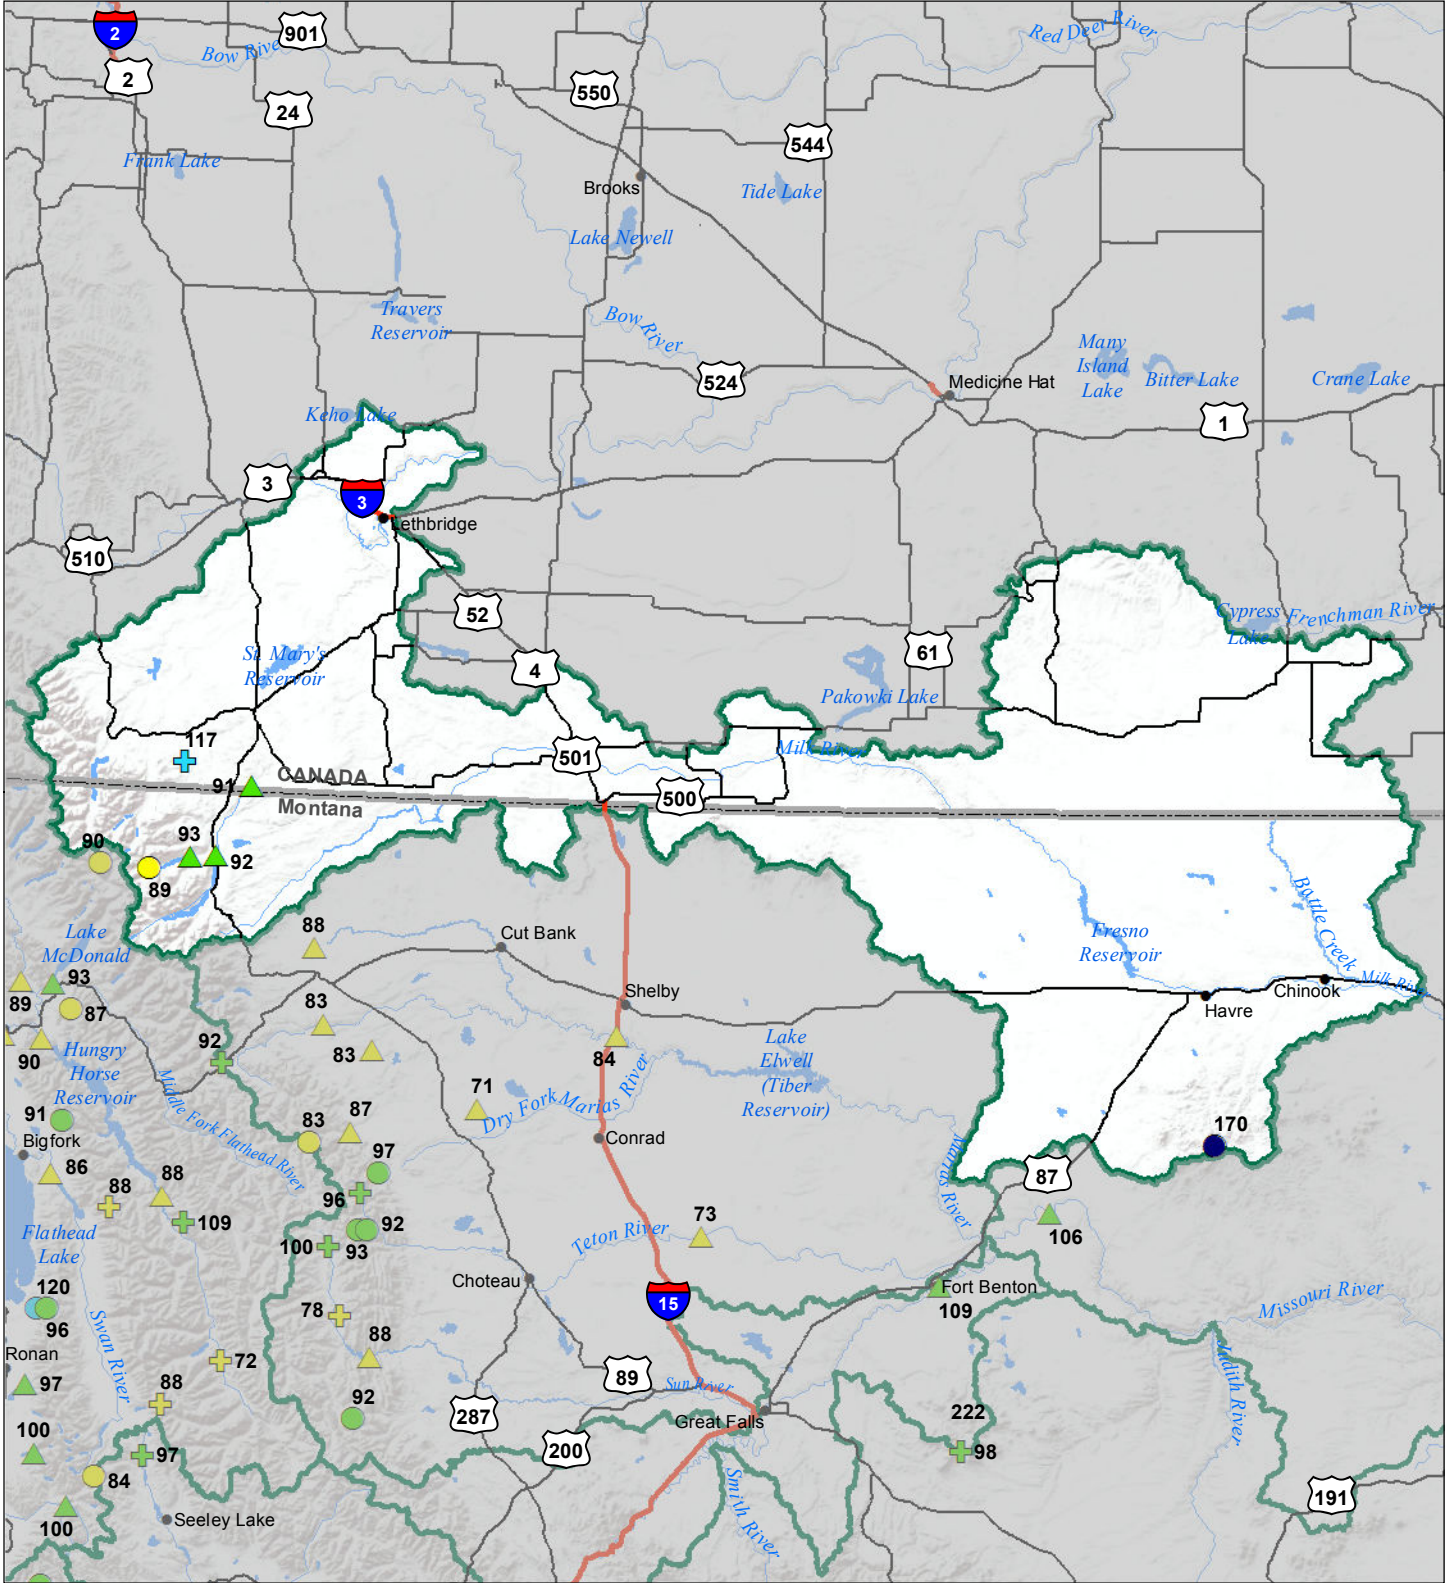 2
901
Bow River
Red Deer River
2
24
550
544
Frank Lake
Brooks
Tide Lake
Lake Newell
Travers
Reservoir
Bow River
524
Medicine Hat
Many
Island
Lake
Bitter Lake
Crane Lake
1
Keho Lake
3
3
Lethbridge
510
52
Cypress
Lake
Frenchman River
61
St. Mary's
Reservoir
4
Pakowki Lake
117
501
Milk River
91
CANADA
Montana
500
90
93
92
89
Battle Creek
Lake
McDonald
88
Cut Bank
Fresno
Reservoir
89
93
87
Shelby
Chinook
Milk River
Havre
83
92
83
84
90
Hungry
Horse
Reservoir
Lake
Elwell
(Tiber
Reservoir)
Middle Fork Flathead River
71
Dry Fork Marias River
91
Bigfork
83
87
Conrad
170
86
88
88
97
96
Marias River
87
109
92
73
106
Flathead
Lake
100
93
Teton River
120
96
Choteau
15
Fort Benton
109
Missouri River
78
Swan River
88
Ronan
97
72
89
Sun River
Judith River
88
92
287
Great Falls
222
100
97
200
98
84
Smith River
191
100
Seeley Lake